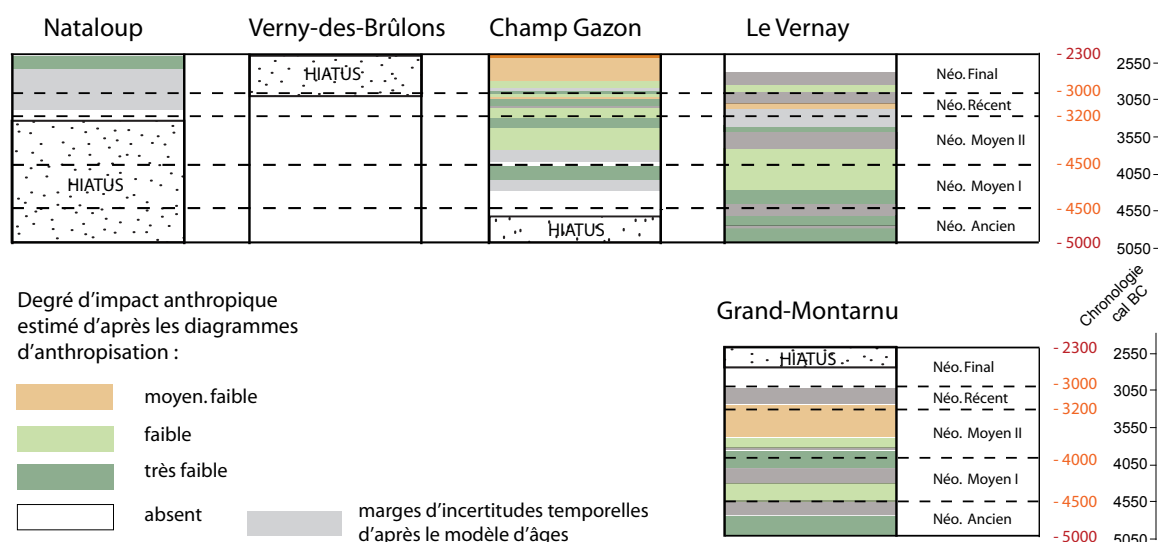 Nataloup Verny-des-Brûlons Champ Gazon Le Vernay
HIATUS
HIATUS
HIATUS
Néo. Final
Néo. Récent
Néo. Moyen II
Néo. Moyen I
Néo. Ancien
- 2300
- 3000
- 3200
- 4500
- 4500
- 5000
2550
3050
3550
4050
4550
5050
Chronologie
cal BC
Degré d'impact anthropique
estimé d'après les diagrammes
d'anthropisation :
moyen. faible
faible
très faible
absent
marges d'incertitudes temporelles
d'après le modèle d'âges
Grand-Montarnu
HIATUS
Néo. Final
Néo. Récent
Néo. Moyen II
Néo. Moyen I
Néo. Ancien
- 2300
- 3000
- 3200
- 4000
- 4500
- 5000
2550
3050
3550
4050
4550
5050